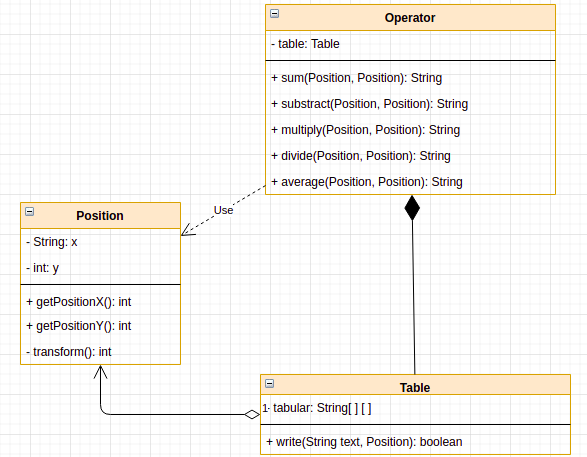 Operator
- table: Table
+ sum(Position, Position): String
+ substract(Position, Position): String
+ multiply(Position, Position): String
+ divide(Position, Position): String
+ average(Position, Position): String
Use
Position
- String: x
- int: y
+ getPositionX(): int
+ getPositionY(): int
- transform(): int
Table
1
- tabular: String[ ] [ ]
+ write(String text, Position): boolean